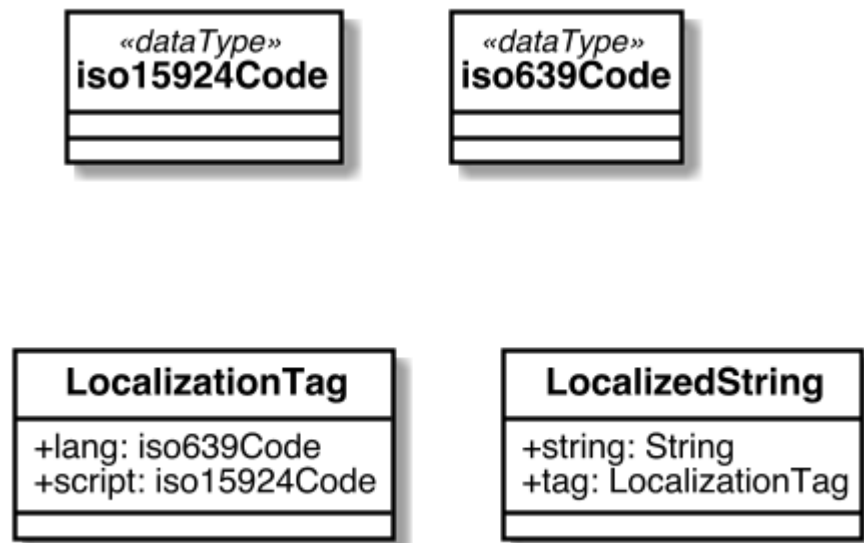 «dataType»
iso15924Code
«dataType»
iso639Code
LocalizationTag
+lang: iso639Code
+script: iso15924Code
LocalizedString
+string: String
+tag: LocalizationTag